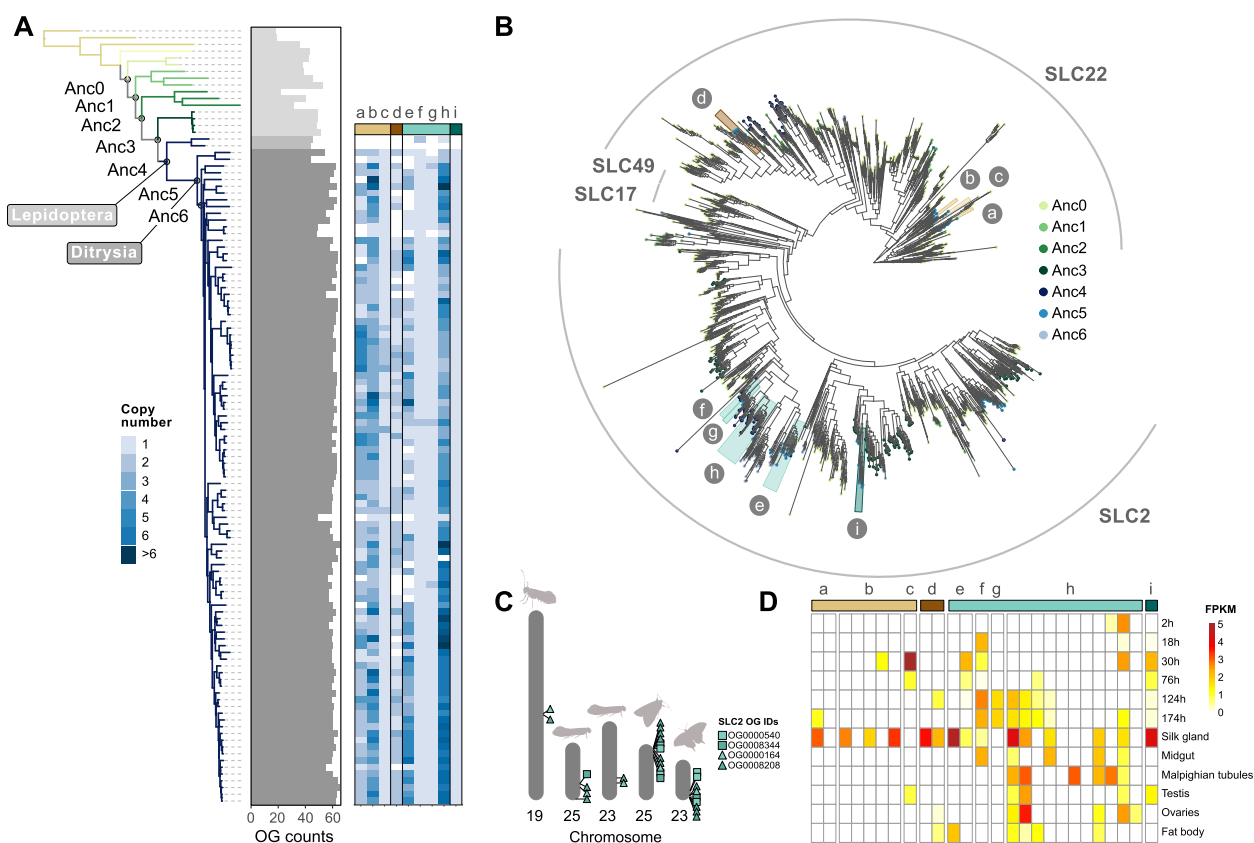 A
Anc0
Anc1
Anc2
Anc3
Anc4
Anc5
Anc6
Lepidoptera
Ditrysia
a b c d e f g h i
Copy
number
1
2
3
4
5
6
>6
0 20 40 60
OG counts
B
SLC22
SLC49
SLC17
SLC2
d
b
c
a
f
g
h
e
i
Anc0
Anc1
Anc2
Anc3
Anc4
Anc5
Anc6
C
19 25 23 25 23
Chromosome
SLC2 OG IDs
OG0000540
OG0008344
OG0000164
OG0008208
D
a b c d e f g h i
2h
18h
30h
76h
124h
174h
Silk gland
Midgut
Malpighian tubules
Testis
Ovaries
Fat body
FPKM
5
4
3
2
1
0